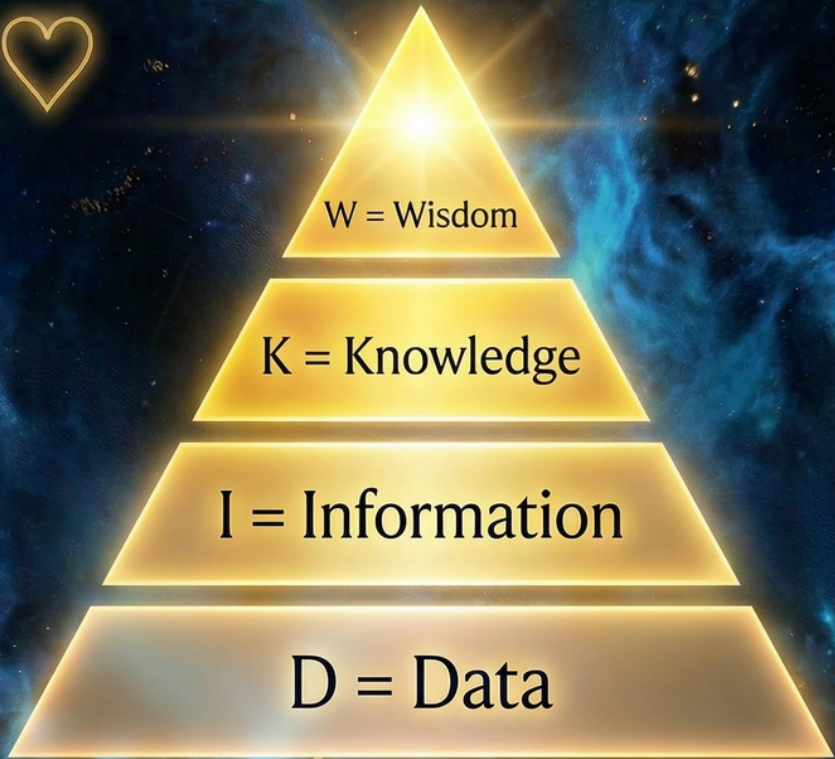 W = Wisdom
K = Knowledge
I = Information
D = Data